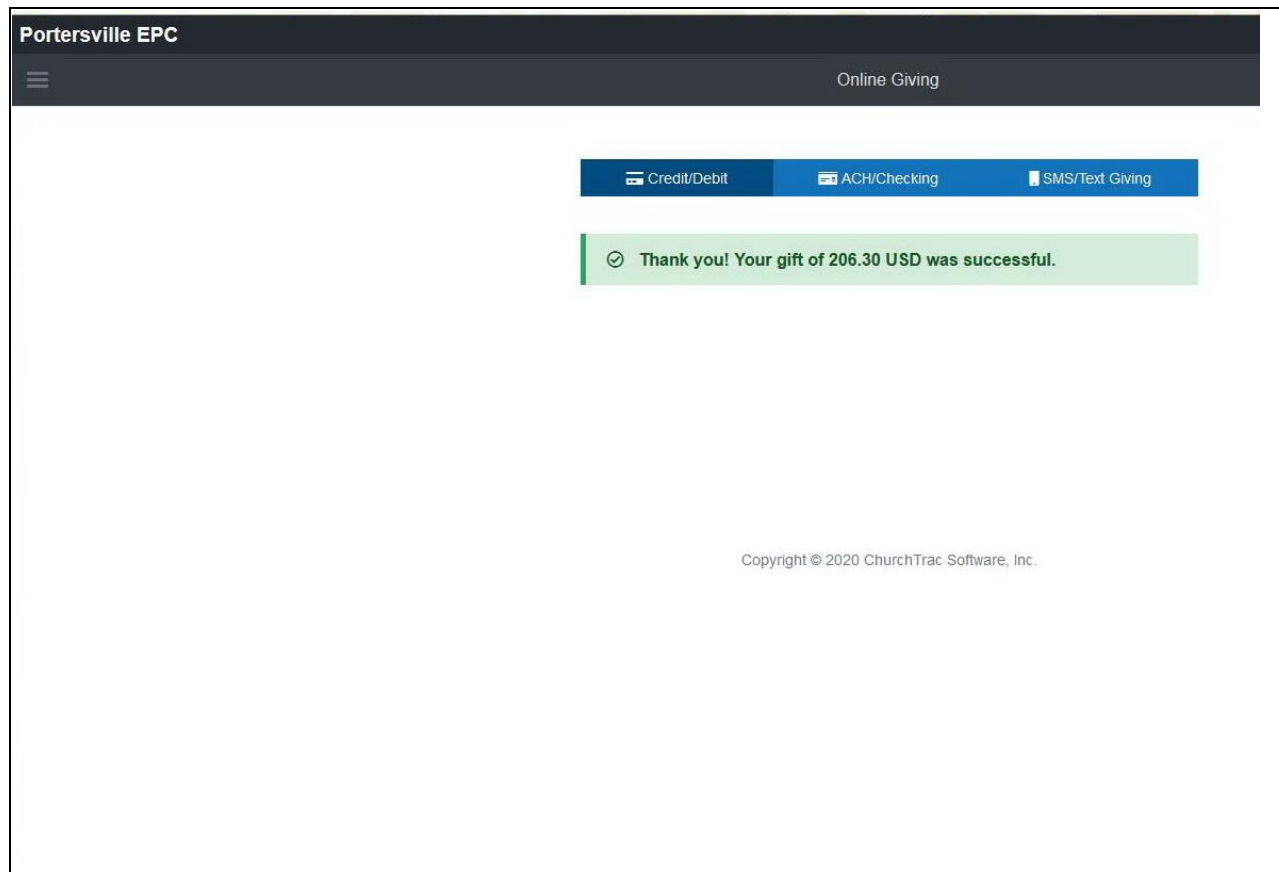 Portersville EPC
Online Giving
Credit/Debit ACH/Checking SMS/Text Giving
Thank you! Your gift of 206.30 USD was successful.
Copyright © 2020 ChurchTrac Software, Inc.